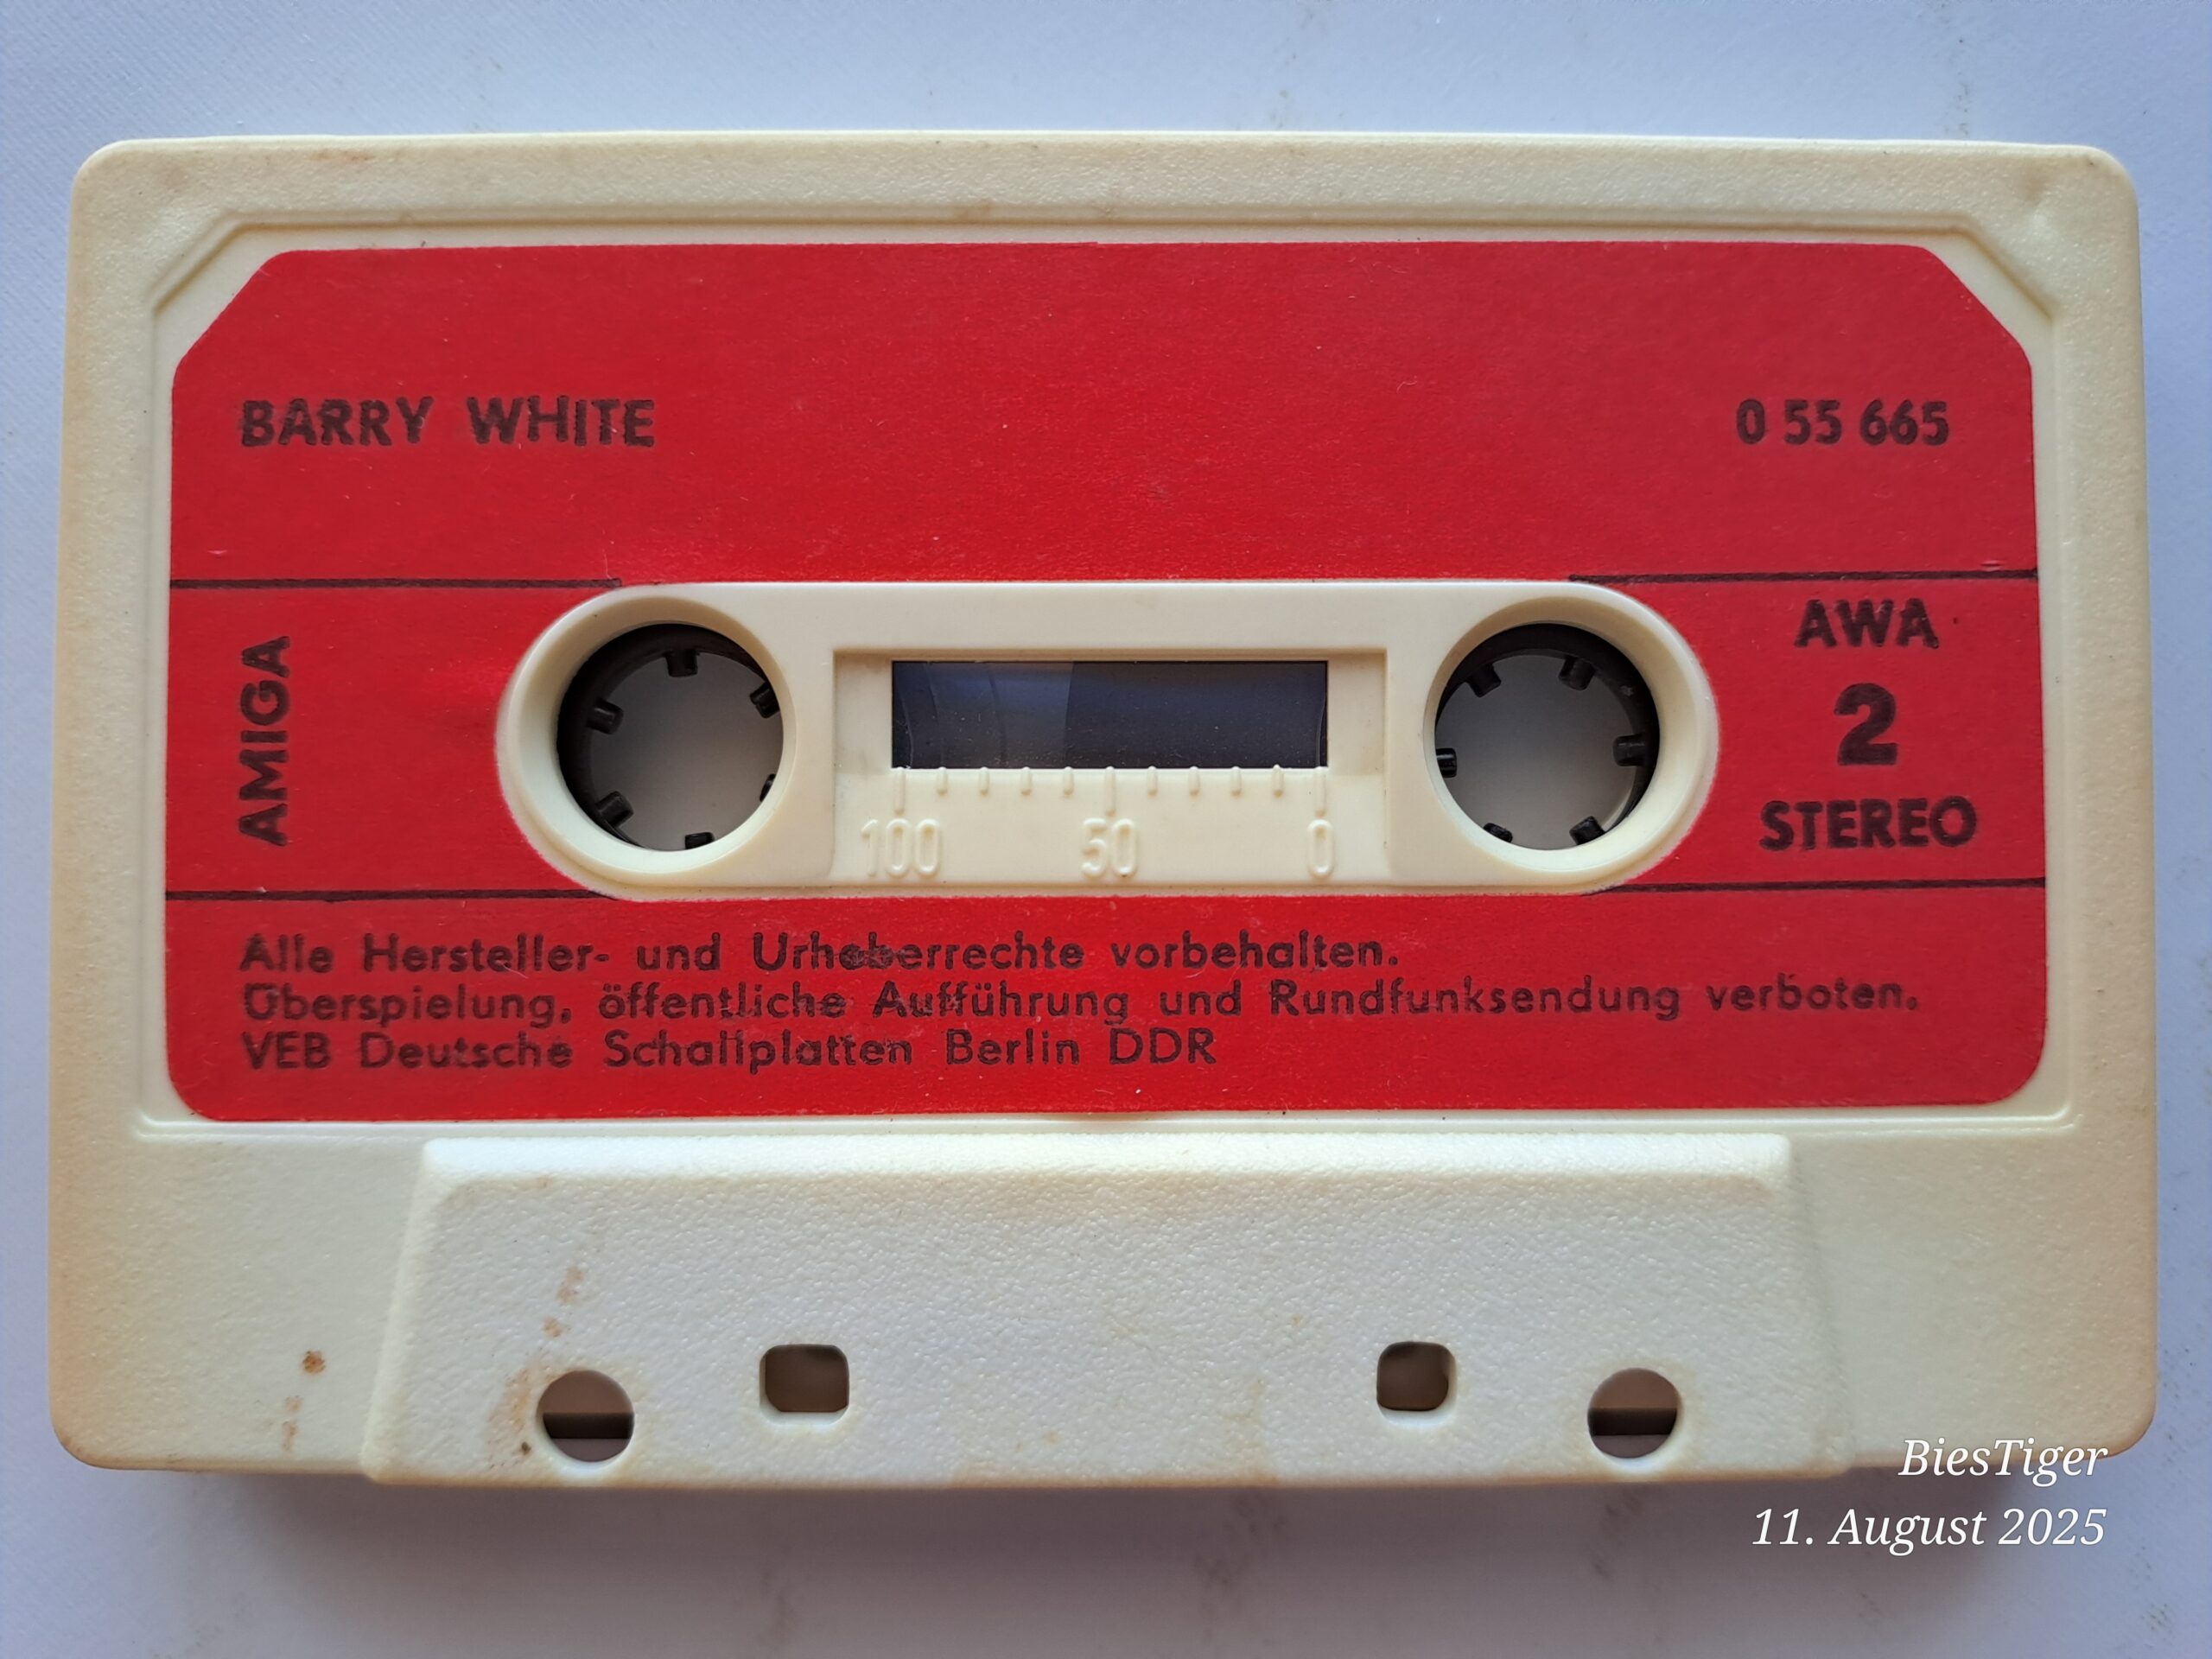 BARRY WHITE
0 55 665
AMIGA
AWA
2
STEREO
100 50 0
Alle Hersteller- und Urheberrechte vorbehalten.
Überspielung, öffentliche Aufführung und Rundfunksendung verboten.
VEB Deutsche Schallplatten Berlin DDR
BiesTiger
11. August 2025